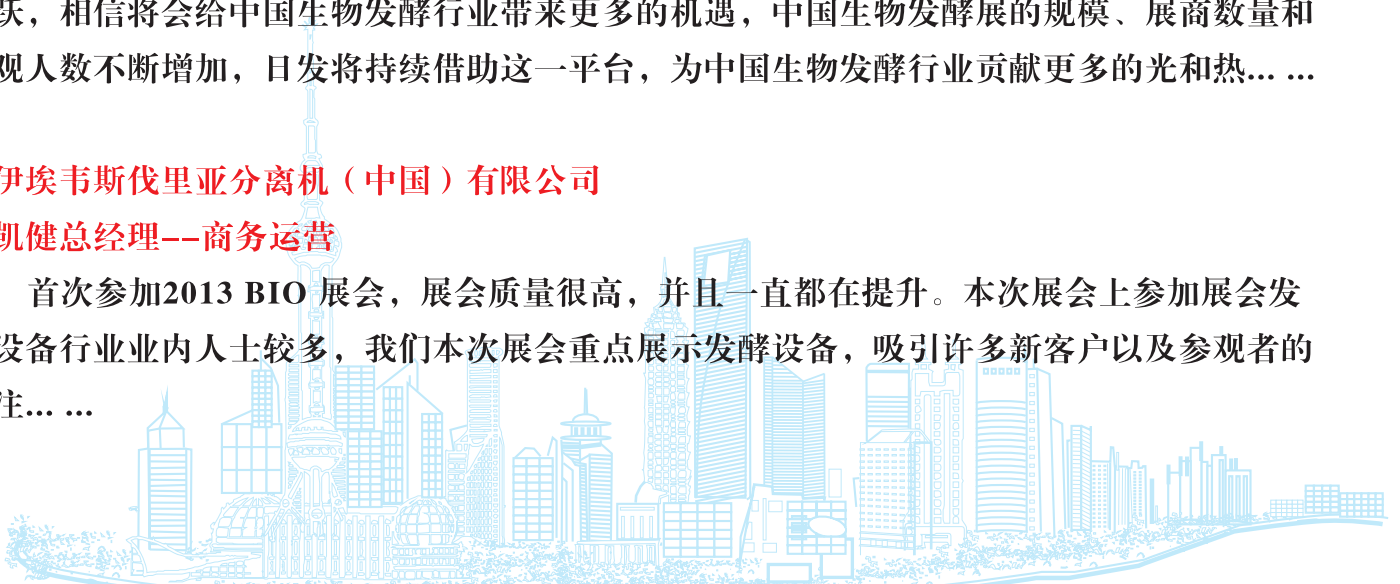 跃，相信将会给中国生物发酵行业带来更多的机遇，中国生物发酵展的规模、展商数量和
观人数不断增加，日发将持续借助这一平台，为中国生物发酵行业贡献更多的光和热... ...
伊埃韦斯伐里亚分离机（中国）有限公司
凯健总经理--商务运营
首次参加2013 BIO 展会，展会质量很高，并且一直都在提升。本次展会上参加展会发
设备行业业内人士较多，我们本次展会重点展示发酵设备，吸引许多新客户以及参观者的
注... ...